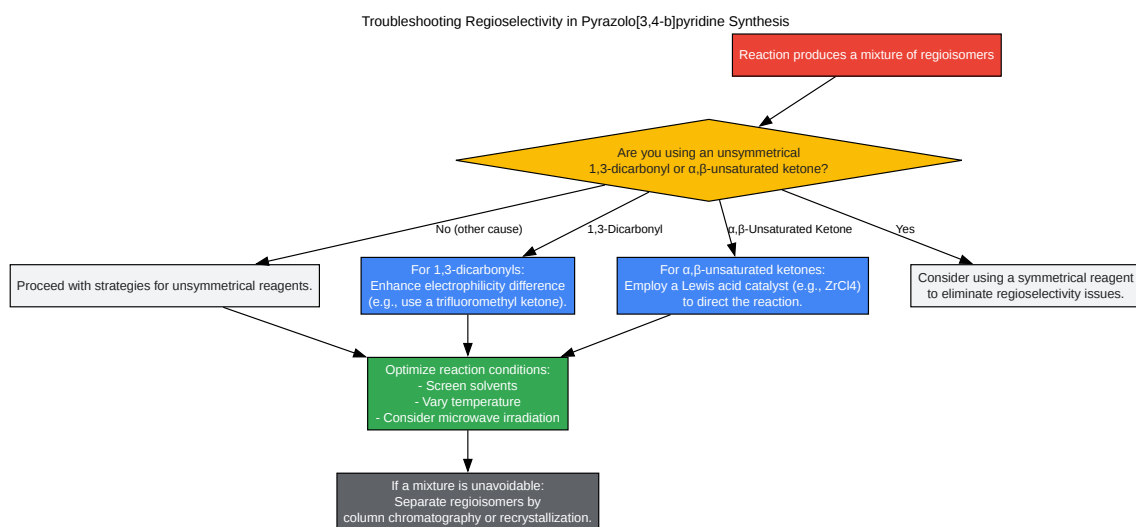 Troubleshooting Regioselectivity in Pyrazolo[3,4-b]pyridine Synthesis
Reaction produces a mixture of regioisomers
Are you using an unsymmetrical
1,3-dicarbonyl or α,β-unsaturated ketone?
No (other cause)
1,3-Dicarbonyl
α,β-Unsaturated Ketone
Yes
Proceed with strategies for unsymmetrical reagents.
For 1,3-dicarbonyls:
Enhance electrophilicity difference
(e.g., use a trifluoromethyl ketone).
For α,β-unsaturated ketones:
Employ a Lewis acid catalyst (e.g., ZrCl4)
to direct the reaction.
Consider using a symmetrical reagent
to eliminate regioselectivity issues.
Optimize reaction conditions:
- Screen solvents
- Vary temperature
- Consider microwave irradiation
If a mixture is unavoidable:
Separate regioisomers by
column chromatography or recrystallization.